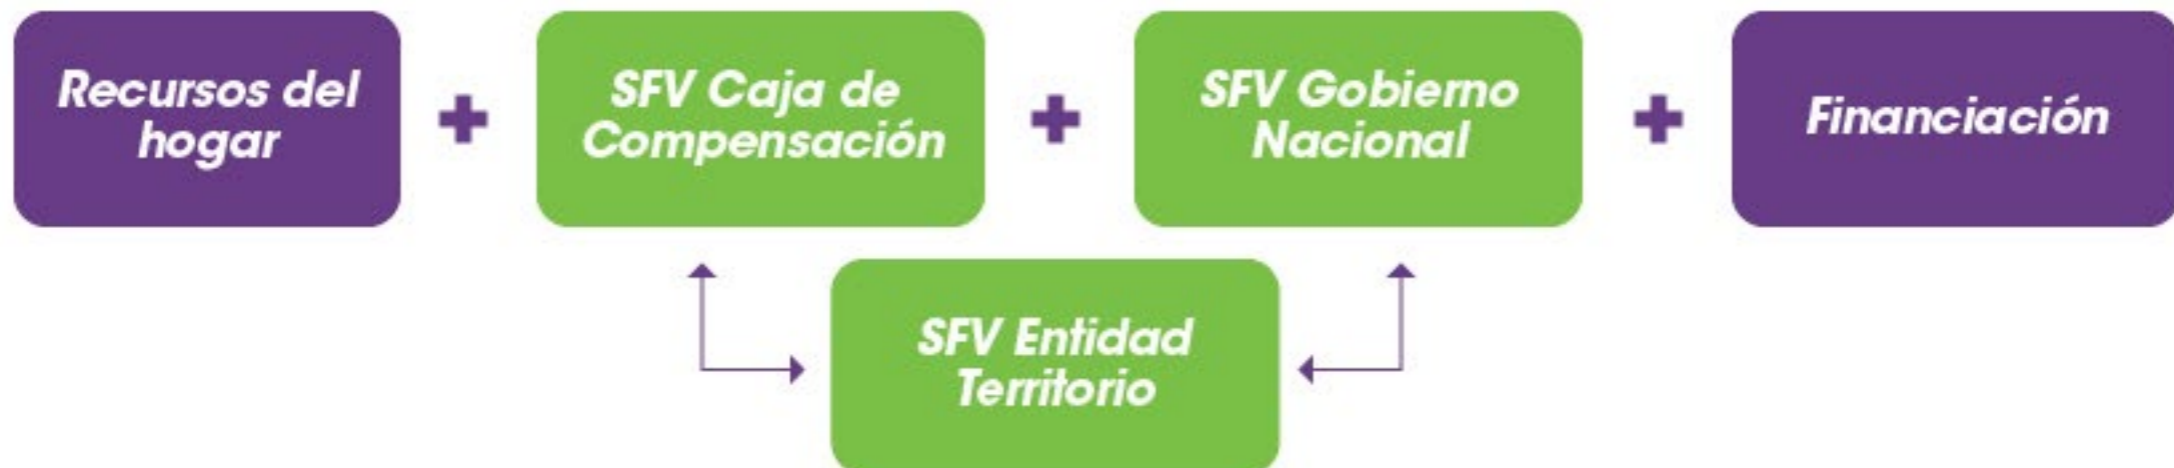 Recursos del
hogar
+
SFV Caja de
Compensación
+
SFV Gobierno
Nacional
+
Financiación
SFV Entidad
Territorio